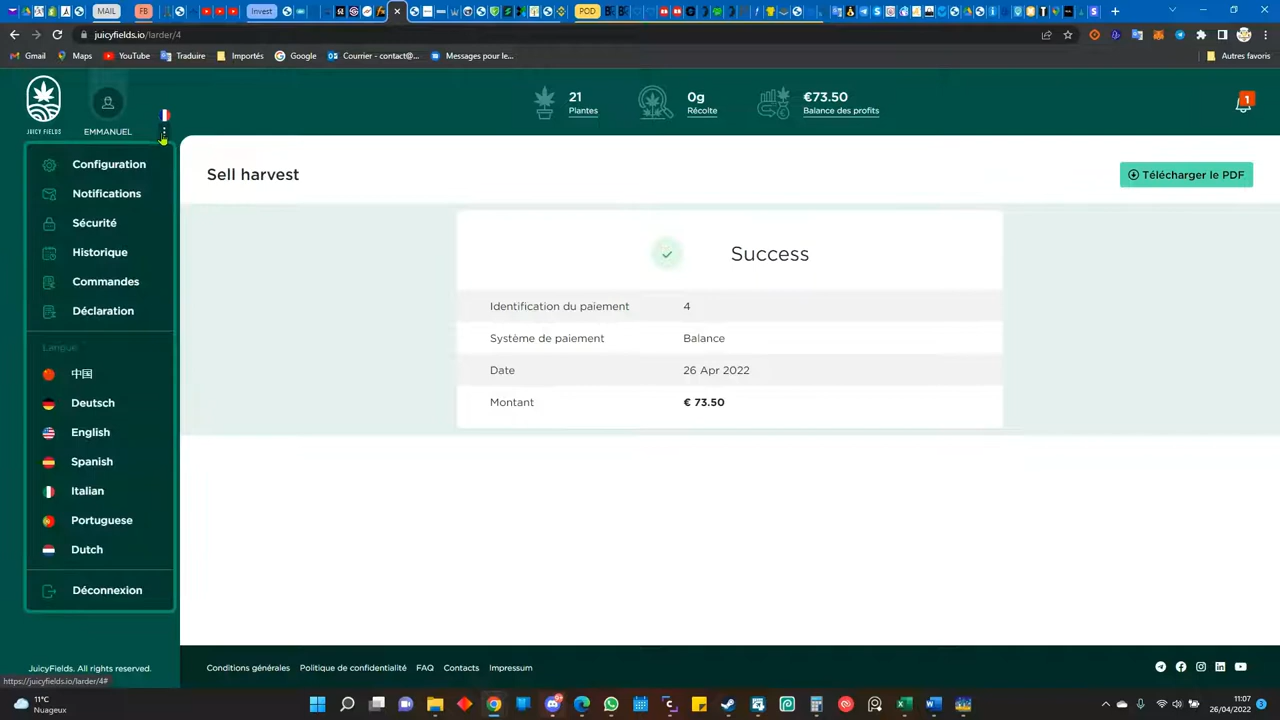 MAIL
FB
Invest
POD
juicyfields.io/larder/4
Gmail
Maps
YouTube
Traduire
Importés
Google
Courrier - contact@...
Messages pour le...
Autres favoris
JUICY FIELDS
EMMANUEL
21
Plantes
0g
Récolte
€73.50
Balance des profits
1
Configuration
Notifications
Sécurité
Historique
Commandes
Déclaration
Langue
中国
Deutsch
English
Spanish
Italian
Portuguese
Dutch
Déconnexion
Sell harvest
Télécharger le PDF
Success
Identification du paiement 4
Système de paiement Balance
Date 26 Apr 2022
Montant € 73.50
JuicyFields. All rights reserved.
Conditions générales Politique de confidentialité FAQ Contacts Impressum
https://juicyfields.io/larder/4#
11°C
Nuageux
11:07
26/04/2022
3